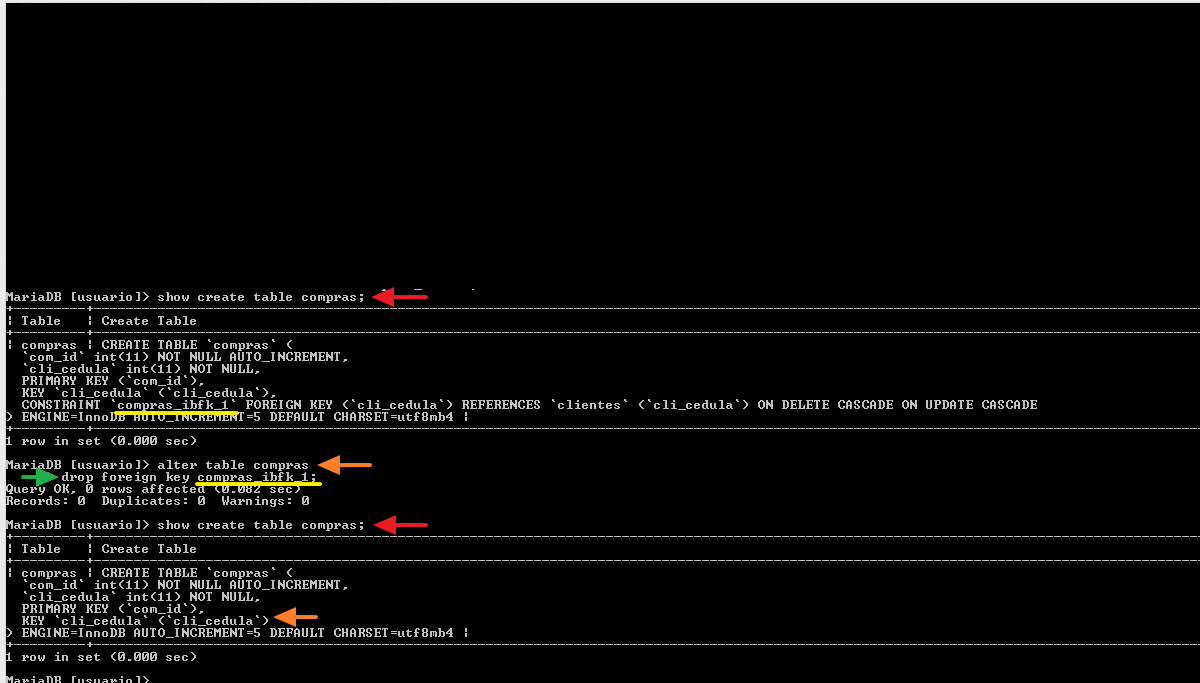 MariaDB [usuario]> show create table compras;
| Table | Create Table
| compras | CREATE TABLE `compras` (
`com_id` int(11) NOT NULL AUTO_INCREMENT,
`cli_cedula` int(11) NOT NULL,
PRIMARY KEY (`com_id`),
KEY `cli_cedula` (`cli_cedula`),
CONSTRAINT `compras_ibfk_1` FOREIGN KEY (`cli_cedula`) REFERENCES `clientes` (`cli_cedula`) ON DELETE CASCADE ON UPDATE CASCADE
) ENGINE=InnoDB AUTO_INCREMENT=5 DEFAULT CHARSET=utf8mb4 |
1 row in set (0.000 sec)
MariaDB [usuario]> alter table compras
drop foreign key compras_ibfk_1;
Query OK, 0 rows affected (0.082 sec)
Records: 0 Duplicates: 0 Warnings: 0
MariaDB [usuario]> show create table compras;
| Table | Create Table
| compras | CREATE TABLE `compras` (
`com_id` int(11) NOT NULL AUTO_INCREMENT,
`cli_cedula` int(11) NOT NULL,
PRIMARY KEY (`com_id`),
KEY `cli_cedula` (`cli_cedula`)
) ENGINE=InnoDB AUTO_INCREMENT=5 DEFAULT CHARSET=utf8mb4 |
1 row in set (0.000 sec)
MariaDB [usuario]>